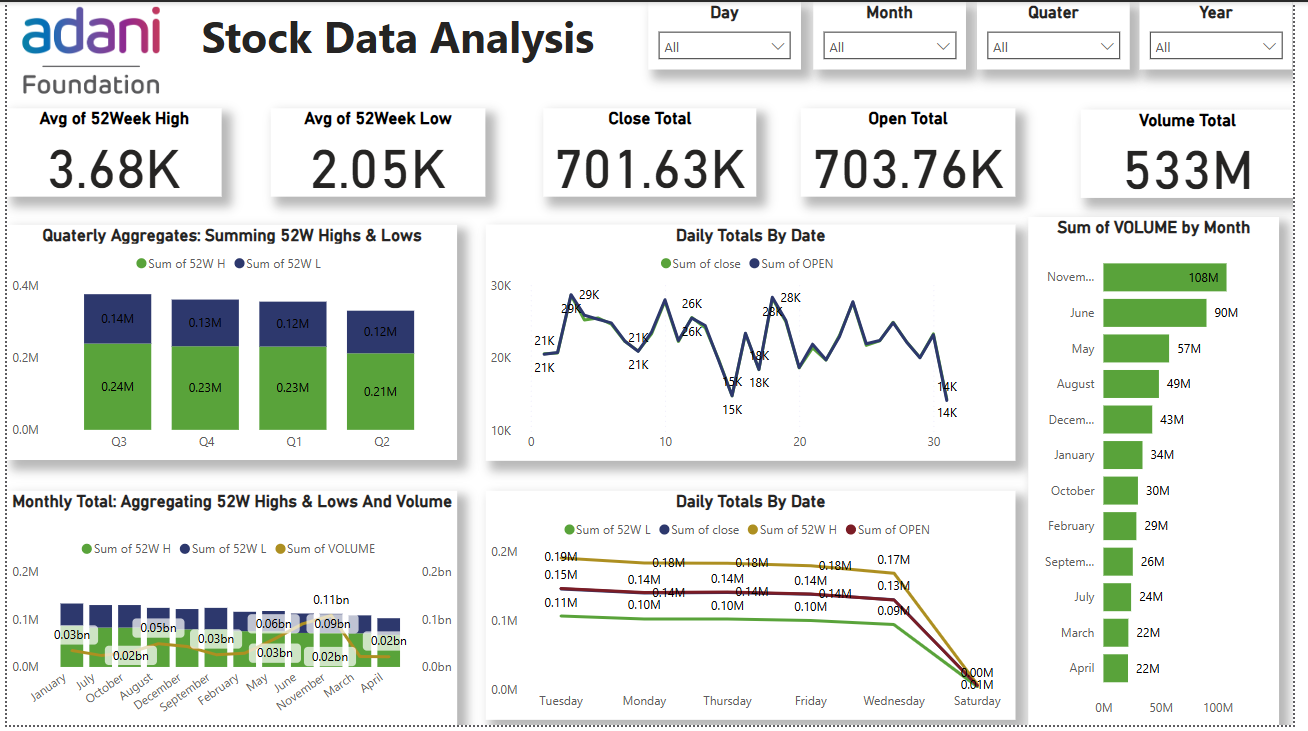 adani
Foundation
Stock Data Analysis
Day
All
Month
All
Quater
All
Year
All
Avg of 52Week High
3.68K
Avg of 52Week Low
2.05K
Close Total
701.63K
Open Total
703.76K
Volume Total
533M
Quaterly Aggregates: Summing 52W Highs & Lows
Sum of 52W H Sum of 52W L
0.4M
0.2M
0.0M
0.14M 0.13M 0.12M 0.12M
0.24M 0.23M 0.23M 0.21M
Q3 Q4 Q1 Q2
Daily Totals By Date
Sum of close Sum of OPEN
30K
20K
10K
29K
29K
28K
28K
26K
26K
21K
21K
21K
21K
18K
18K
15K
15K
14K
14K
0 10 20 30
Sum of VOLUME by Month
Novem... 108M
June 90M
May 57M
August 49M
Decem... 43M
January 34M
October 30M
February 29M
Septem... 26M
July 24M
March 22M
April 22M
0M 50M 100M
Monthly Total: Aggregating 52W Highs & Lows And Volume
Sum of 52W H Sum of 52W L Sum of VOLUME
0.2M
0.1M
0.0M
0.2bn
0.1bn
0.0bn
0.03bn
0.02bn
0.05bn
0.03bn
0.06bn
0.03bn
0.11bn
0.09bn
0.02bn
0.02bn
January July October August December September February May June November March April
Daily Totals By Date
Sum of 52W L Sum of close Sum of 52W H Sum of OPEN
0.2M
0.1M
0.0M
0.19M 0.18M 0.18M 0.18M 0.17M
0.15M 0.14M 0.14M 0.14M 0.13M
0.14M 0.14M 0.14M
0.11M 0.10M 0.10M 0.10M 0.09M
0.00M
0.01M
Tuesday Monday Thursday Friday Wednesday Saturday